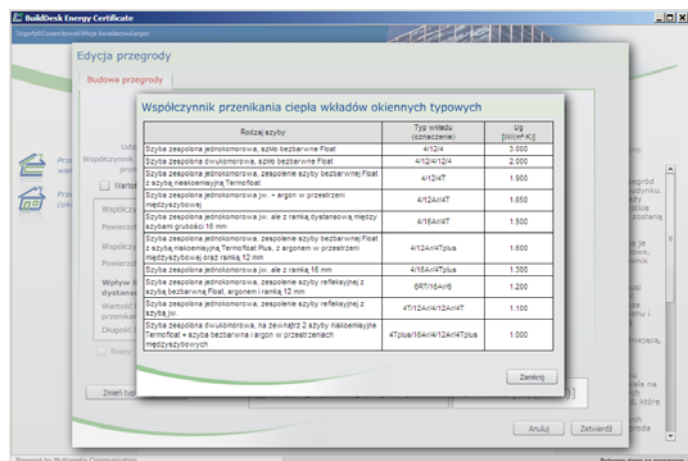 BuildDesk Energy Certificate
Edycja przegrody
Budowa przegrody
Współczynnik przenikania ciepła wkładów okiennych typowych
Rodzaj szyby
Typ wkładu
(oznaczenie)
Ug
[W/(m²·K)]
Szyba zespolona jednokomorowa, szkło bezbarwne Float
4/12/4
3.000
Szyba zespolona dwukomorowa, szkło bezbarwne Float
4/12/4/12/4
2.000
Szyba zespolona jednokomorowa, zespolenie szyby bezbarwnej Float
z szybą nieskoemisyjną Termofloat
4/12/4T
1.900
Szyba zespolona jednokomorowa jw. + argon w przestrzeni
międzyszybowej
4/12Ar/4T
1.650
Szyba zespolona jednokomorowa jw. ale z ramką dystansową między
szybami grubości 16 mm
4/16Ar/4T
1.500
Szyba zespolona jednokomorowa, zespolenie szyby bezbarwnej Float
z szybą niskoemisyjną Termofloat Plus, z argonem w przestrzeni
międzyszybowej oraz ramką 12 mm
4/12Ar/4Tplus
1.600
Szyba zespolona jednokomorowa jw. ale z ramką 16 mm
4/16Ar/4Tplus
1.300
Szyba zespolona jednokomorowa, zespolenie szyby refleksyjnej z
szybą bezbarwną Float, argonem i ramką 12 mm
6RT/16Ar/6
1.200
Szyba zespolona jednokomorowa, zespolenie szyby refleksyjnej z
szybą jw.
4T/12Ar/4/12Ar/4T
1.100
Szyba zespolona dwukomorowa, na zewnątrz 2 szyby niskoemisyjne
Termofloat + szyba bezbarwna i argon w przestrzeniach
międzyszybowych
4Tplus/16Ar/4/12Ar/4Tplus
1.000
Zamknij
Współczynnik
Rolety
Zmień typ
Anuluj
Zatwierdź
Powered by Multimedia Communication